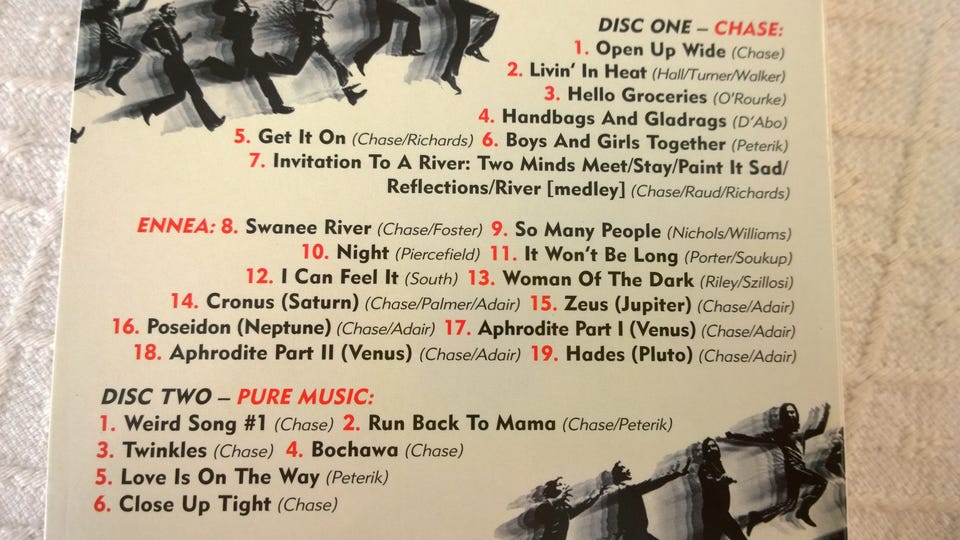 DISC ONE – CHASE:
1. Open Up Wide (Chase)
2. Livin' In Heat (Hall/Turner/Walker)
3. Hello Groceries (O'Rourke)
4. Handbags And Gladrags (D'Abo)
5. Get It On (Chase/Richards) 6. Boys And Girls Together (Peterik)
7. Invitation To A River: Two Minds Meet/Stay/Paint It Sad/
Reflections/River [medley] (Chase/Raud/Richards)
ENNEA: 8. Swanee River (Chase/Foster) 9. So Many People (Nichols/Williams)
10. Night (Piercefield) 11. It Won't Be Long (Porter/Soukup)
12. I Can Feel It (South) 13. Woman Of The Dark (Riley/Szillosi)
14. Cronus (Saturn) (Chase/Palmer/Adair) 15. Zeus (Jupiter) (Chase/Adair)
16. Poseidon (Neptune) (Chase/Adair) 17. Aphrodite Part I (Venus) (Chase/Adair)
18. Aphrodite Part II (Venus) (Chase/Adair) 19. Hades (Pluto) (Chase/Adair)
DISC TWO – PURE MUSIC:
1. Weird Song #1 (Chase) 2. Run Back To Mama (Chase/Peterik)
3. Twinkles (Chase) 4. Bochawa (Chase)
5. Love Is On The Way (Peterik)
6. Close Up Tight (Chase)